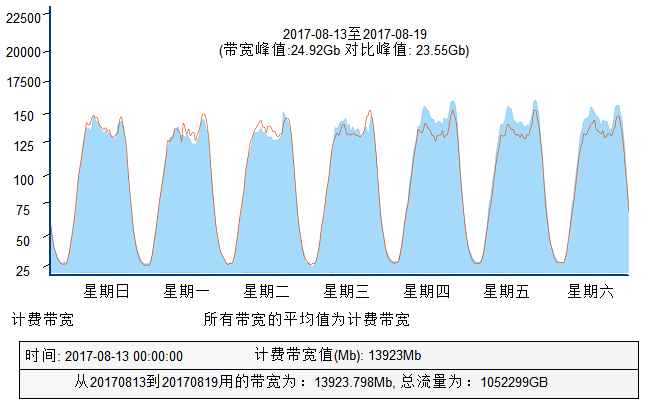 2017-08-13至2017-08-19
(带宽峰值:24.92Gb 对比峰值: 23.55Gb)
22500
20000
17500
150
125
100
75
50
25
星期日 星期一 星期二 星期三 星期四 星期五 星期六
计费带宽 所有带宽的平均值为计费带宽
时间: 2017-08-13 00:00:00 计费带宽值(Mb): 13923Mb
从20170813到20170819用的带宽为：13923.798Mb, 总流量为：1052299GB